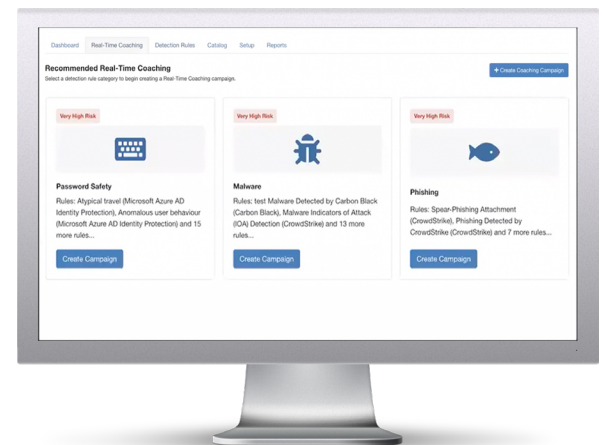 Dashboard Real-Time Coaching Detection Rules Catalog Setup Reports
Recommended Real-Time Coaching
Select a detection rule category to begin creating a Real-Time Coaching campaign.
+ Create Coaching Campaign
Very High Risk
Password Safety
Rules: Atypical travel (Microsoft Azure AD
Identity Protection), Anomalous user behaviour
(Microsoft Azure AD Identity Protection) and 15
more rules...
Create Campaign
Very High Risk
Malware
Rules: test Malware Detected by Carbon Black
(Carbon Black), Malware Indicators of Attack
(IOA) Detection (CrowdStrike) and 13 more
rules...
Create Campaign
Very High Risk
Phishing
Rules: Spear-Phishing Attachment
(CrowdStrike), Phishing Detected by
CrowdStrike (CrowdStrike) and 7 more rules...
Create Campaign